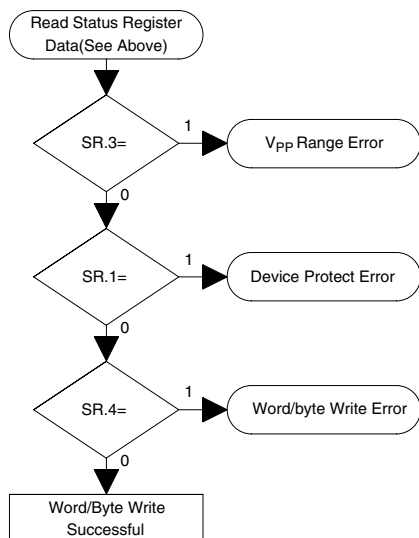 Read Status Register
Data(See Above)
SR.3=
1
VPP Range Error
0
SR.1=
1
Device Protect Error
0
SR.4=
1
Word/byte Write Error
0
Word/Byte Write
Successful